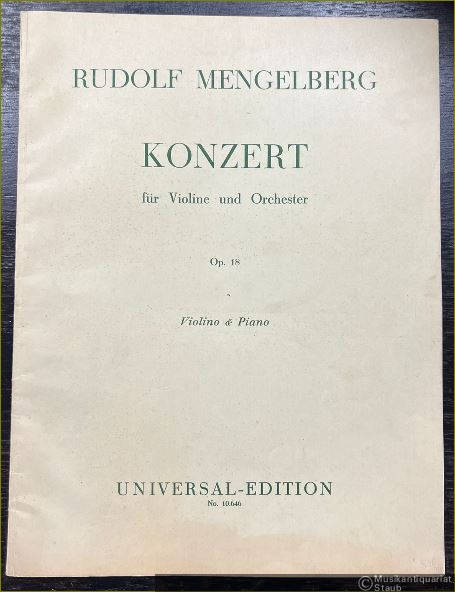 RUDOLF MENGELBERG
KONZERT
für Violine und Orchester
Op. 18
Violino & Piano
UNIVERSAL-EDITION
No. 10.646
©Musikantiquariat
Staub